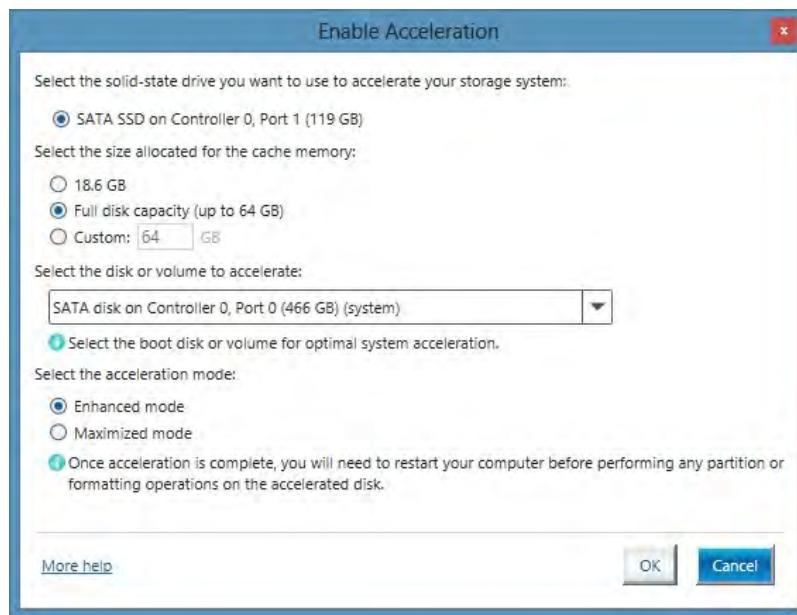 Enable Acceleration
x
Select the solid-state drive you want to use to accelerate your storage system:
SATA SSD on Controller 0, Port 1 (119 GB)
Select the size allocated for the cache memory:
18.6 GB
Full disk capacity (up to 64 GB)
Custom: 64 GB
Select the disk or volume to accelerate:
SATA disk on Controller 0, Port 0 (466 GB) (system)
Select the boot disk or volume for optimal system acceleration.
Select the acceleration mode:
Enhanced mode
Maximized mode
Once acceleration is complete, you will need to restart your computer before performing any partition or
formatting operations on the accelerated disk.
More help OK Cancel